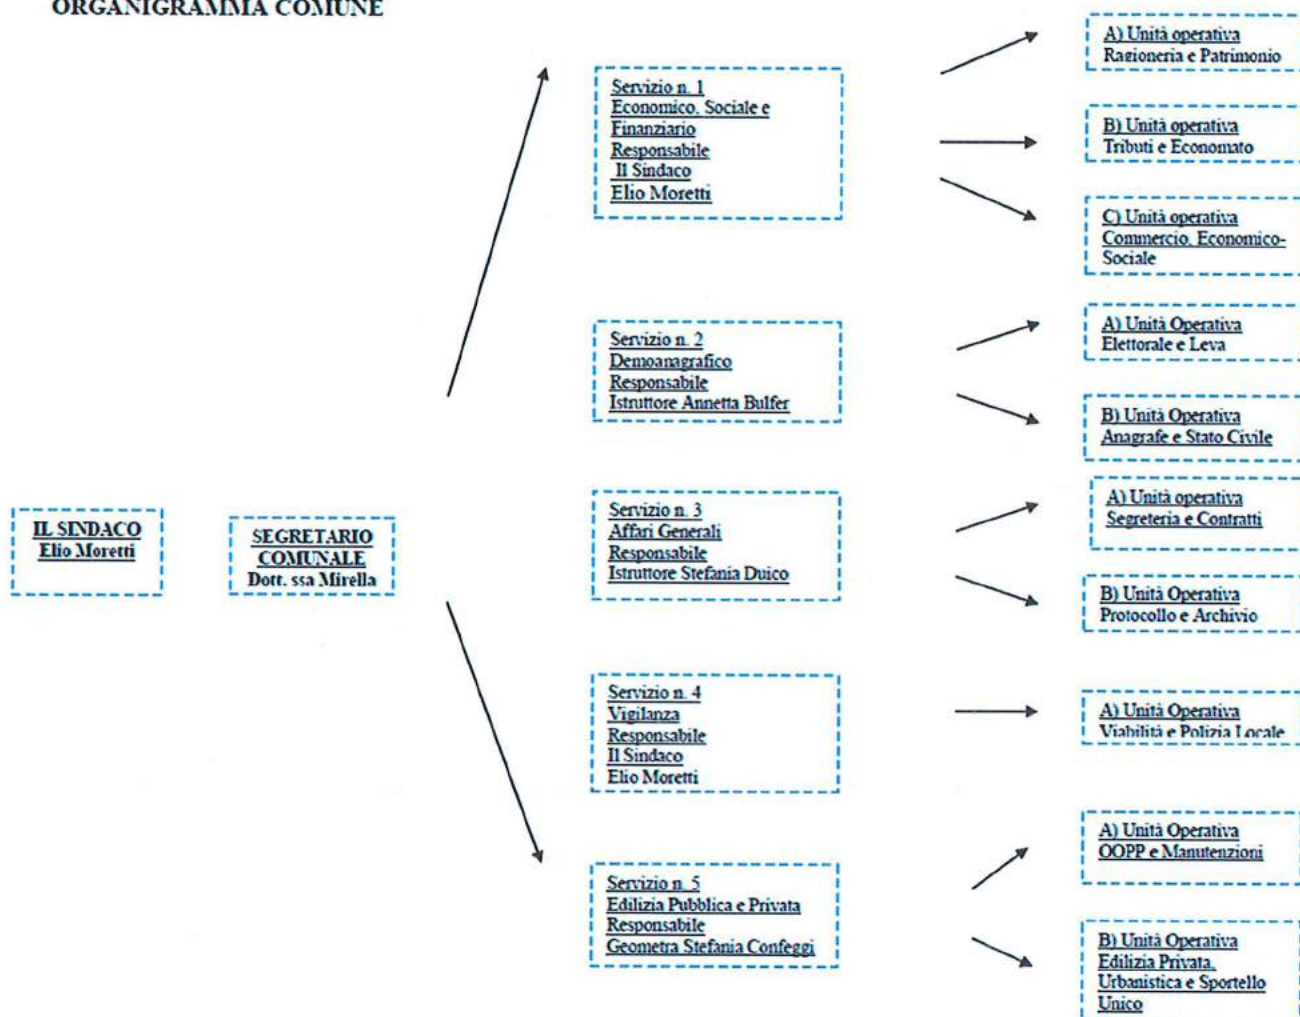 ORGANIGRAMMA COMUNE
IL SINDACO
Elio Moretti
SEGRETARIO
COMUNALE
Dott. ssa Mirella
Servizio n. 1
Economico, Sociale e
Finanziario
Responsabile
Il Sindaco
Elio Moretti
A) Unità operativa
Ragioneria e Patrimonio
B) Unità operativa
Tributi e Economato
C) Unità operativa
Commercio, Economico-
Sociale
Servizio n. 2
Demoanagrafico
Responsabile
Istruttore Annetta Bulfer
A) Unità Operativa
Elettorale e Leva
B) Unità Operativa
Anagrafe e Stato Civile
Servizio n. 3
Affari Generali
Responsabile
Istruttore Stefania Duico
A) Unità operativa
Segreteria e Contratti
B) Unità Operativa
Protocollo e Archivio
Servizio n. 4
Vigilanza
Responsabile
Il Sindaco
Elio Moretti
A) Unità Operativa
Viabilità e Polizia Locale
Servizio n. 5
Edilizia Pubblica e Privata
Responsabile
Geometra Stefania Confeggi
A) Unità Operativa
OOPP e Manutenzioni
B) Unità Operativa
Edilizia Privata,
Urbanistica e Sportello
Unico